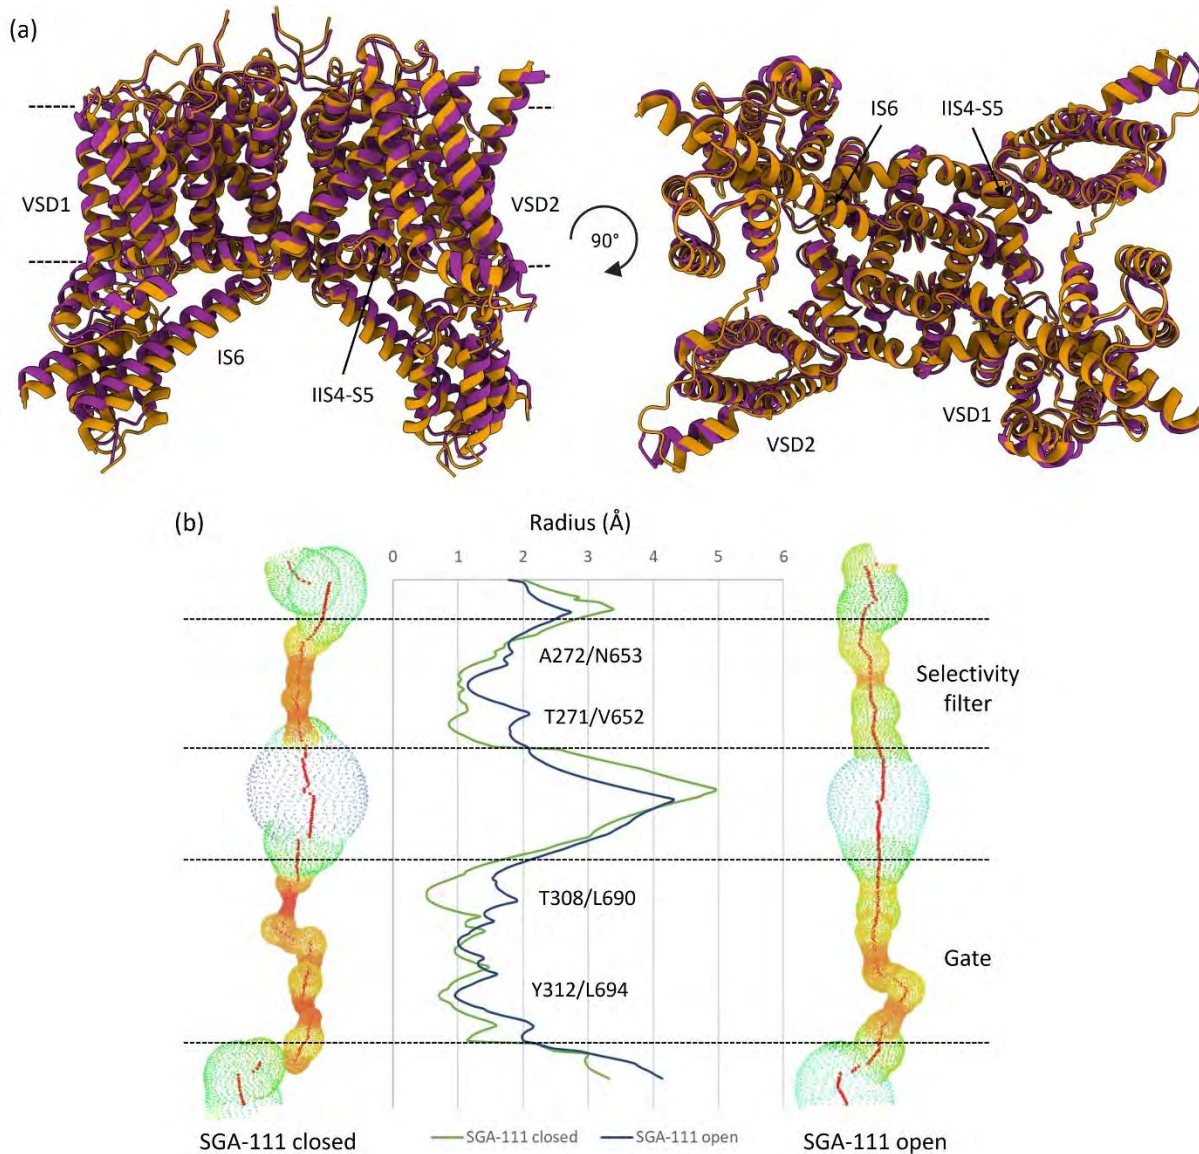 (a)
IS6
IIS4-S5
VSD1
VSD2
90°
IS6
IIS4-S5
VSD1
VSD2
(b)
Radius (Å)
0 1 2 3 4 5 6
A272/N653
Selectivity
filter
T271/V652
T308/L690
Gate
Y312/L694
SGA-111 closed
SGA-111 closed
SGA-111 open
SGA-111 open